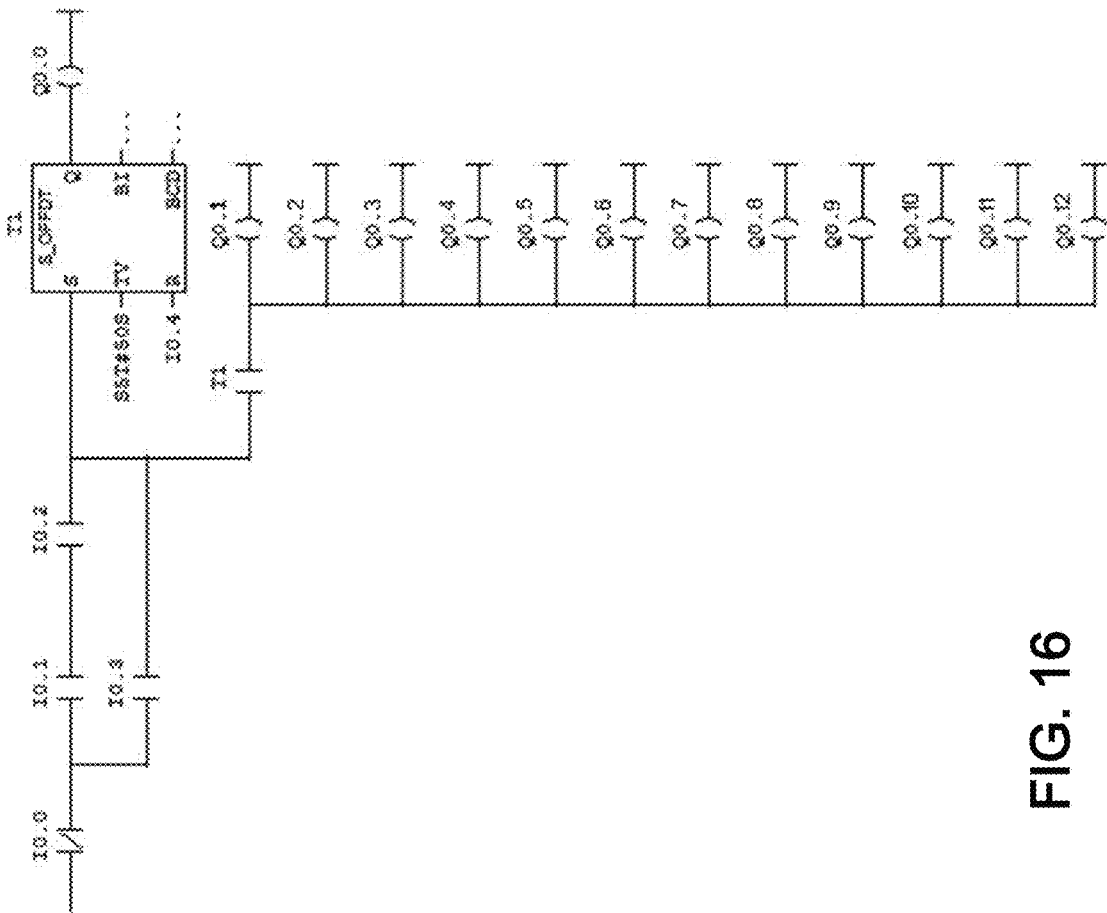 I0.0
I0.1
I0.2
I0.3
T1
S_OFFDT
S
Q
Q0.0
S5T#50S
TV
BI
...
I0.4
R
BCD
...
T1
Q0.1
Q0.2
Q0.3
Q0.4
Q0.5
Q0.6
Q0.7
Q0.8
Q0.9
Q0.10
Q0.11
Q0.12
FIG. 16